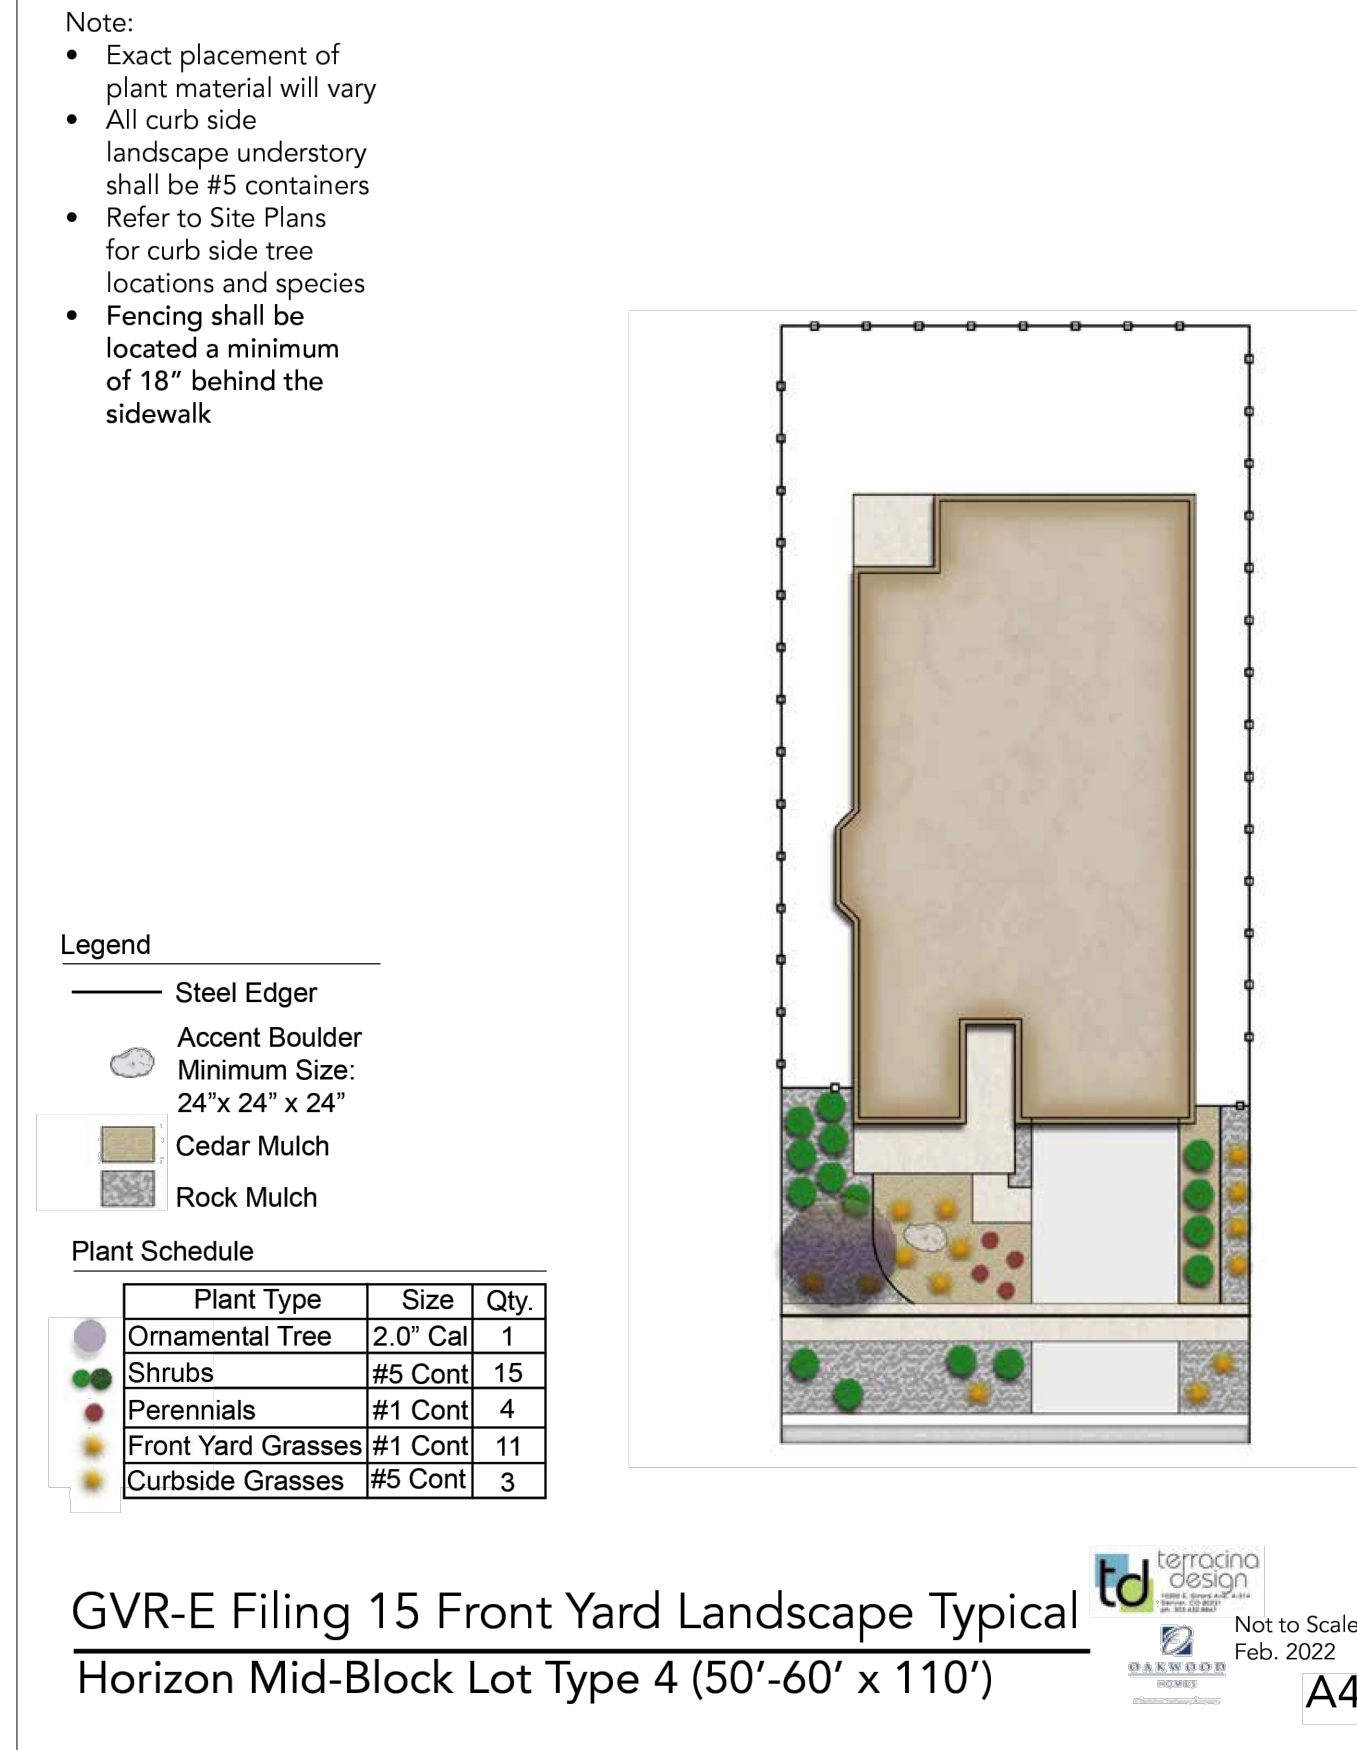 Note:
• Exact placement of
plant material will vary
• All curb side
landscape understory
shall be #5 containers
• Refer to Site Plans
for curb side tree
locations and species
• Fencing shall be
located a minimum
of 18” behind the
sidewalk
Legend
Steel Edger
Accent Boulder
Minimum Size:
24”x 24” x 24”
Cedar Mulch
Rock Mulch
Plant Schedule
Plant Type Size Qty.
Ornamental Tree 2.0” Cal 1
Shrubs #5 Cont 15
Perennials #1 Cont 4
Front Yard Grasses #1 Cont 11
Curbside Grasses #5 Cont 3
GVR-E Filing 15 Front Yard Landscape Typical
Horizon Mid-Block Lot Type 4 (50’-60’ x 110’)
td
terracina
design
Denver, CO 80231
OAKWOOD
HOMES
Not to Scale
Feb. 2022
A4